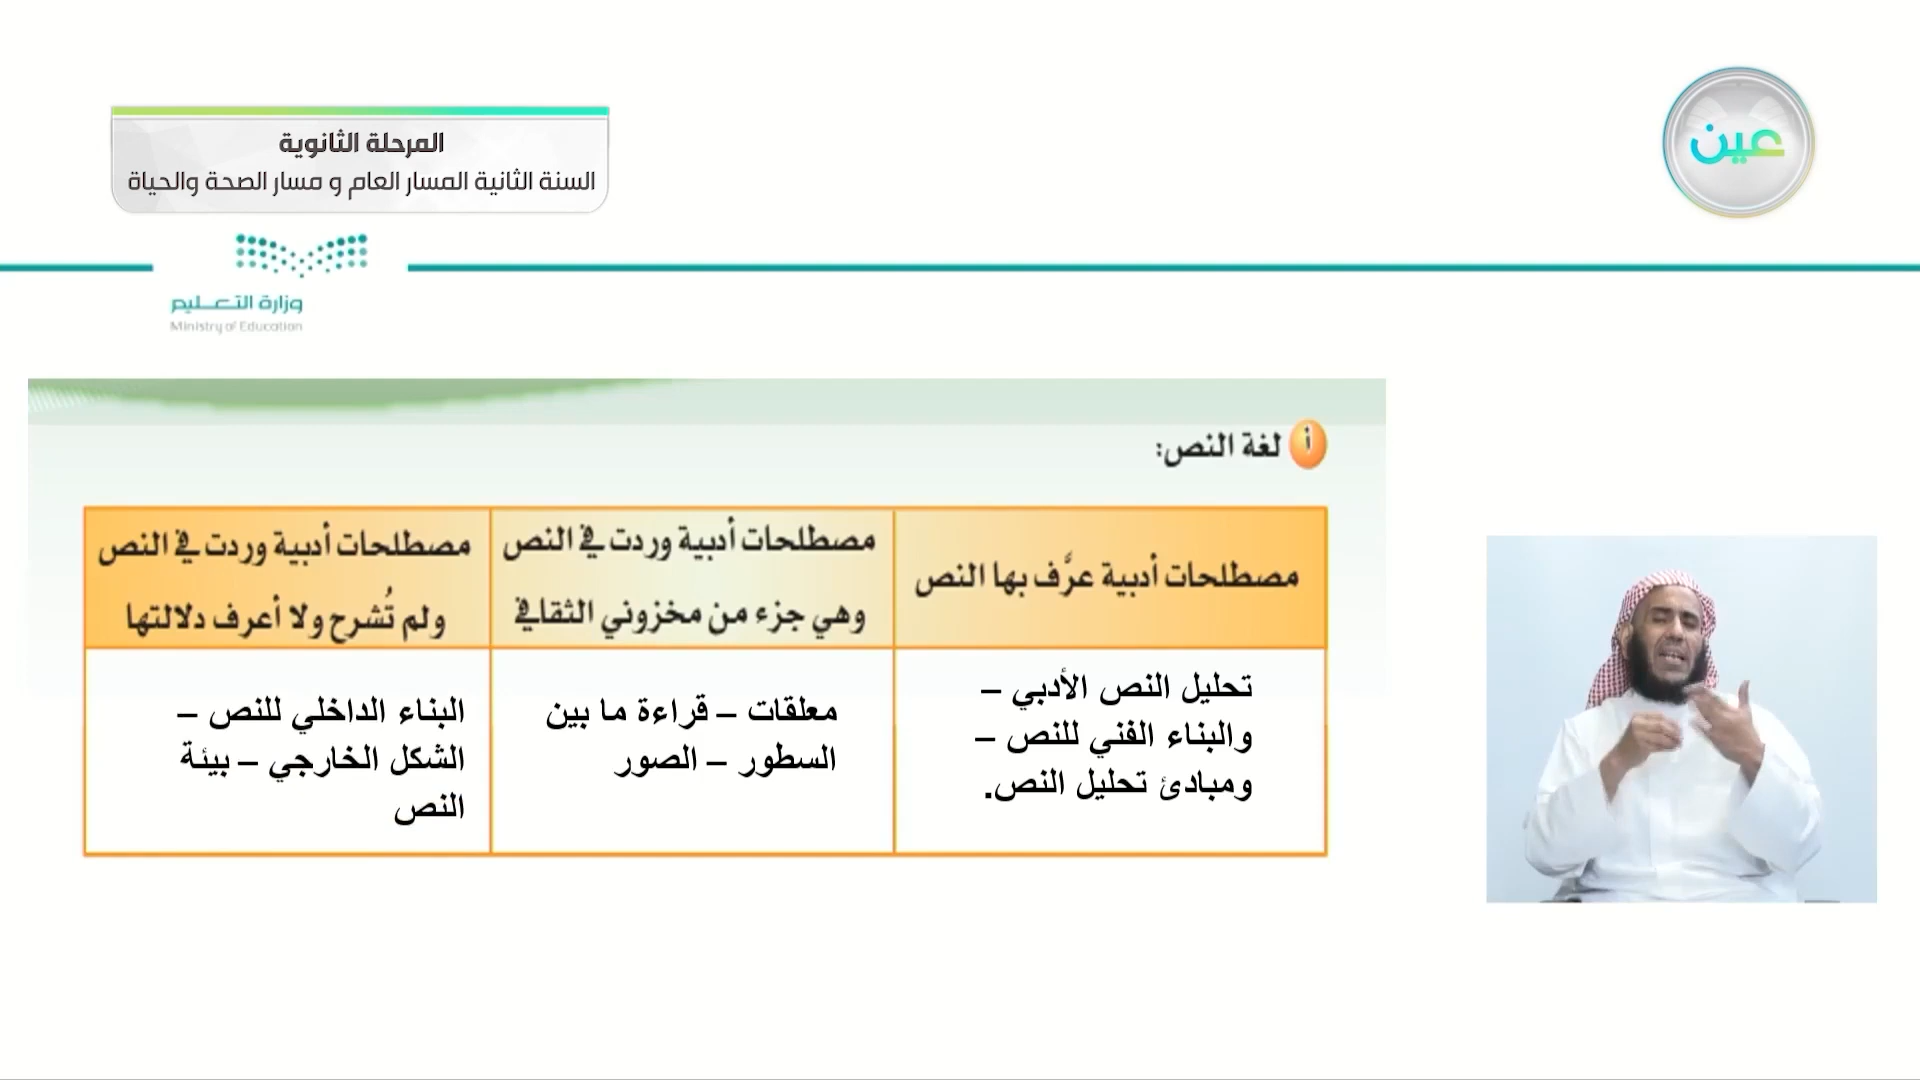 عين
المرحلة الثانوية
السنة الثانية المسار العام و مسار الصحة والحياة
وزارة التعليم
Ministry of Education
أ لغة النص:
مصطلحات أدبية عرَّف بها النص
مصطلحات أدبية وردت في النص
وهي جزء من مخزوني الثقافي
مصطلحات أدبية وردت في النص
ولم تُشرح ولا أعرف دلالتها
تحليل النص الأدبي –
والبناء الفني للنص –
ومبادئ تحليل النص.
معلقات – قراءة ما بين
السطور – الصور
البناء الداخلي للنص –
الشكل الخارجي – بيئة
النص